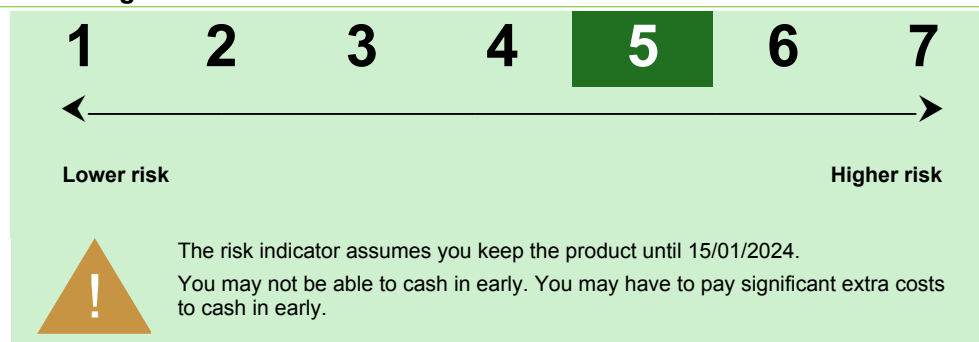 1 2 3 4 5 6 7
Lower risk Higher risk
!
The risk indicator assumes you keep the product until 15/01/2024.
You may not be able to cash in early. You may have to pay significant extra costs
to cash in early.